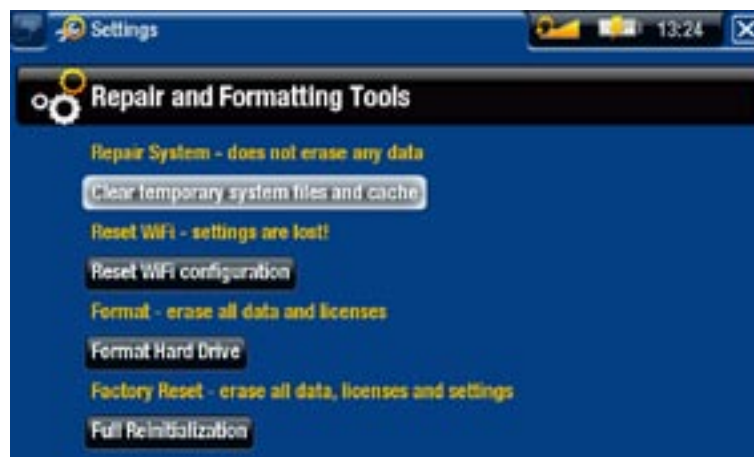 Settings
13:24
Repair and Formatting Tools
Repair System - does not erase any data
Clear temporary system files and cache
Reset WiFi - settings are lost!
Reset WiFi configuration
Format - erase all data and licenses
Format Hard Drive
Factory Reset - erase all data, licenses and settings
Full Reinitialization